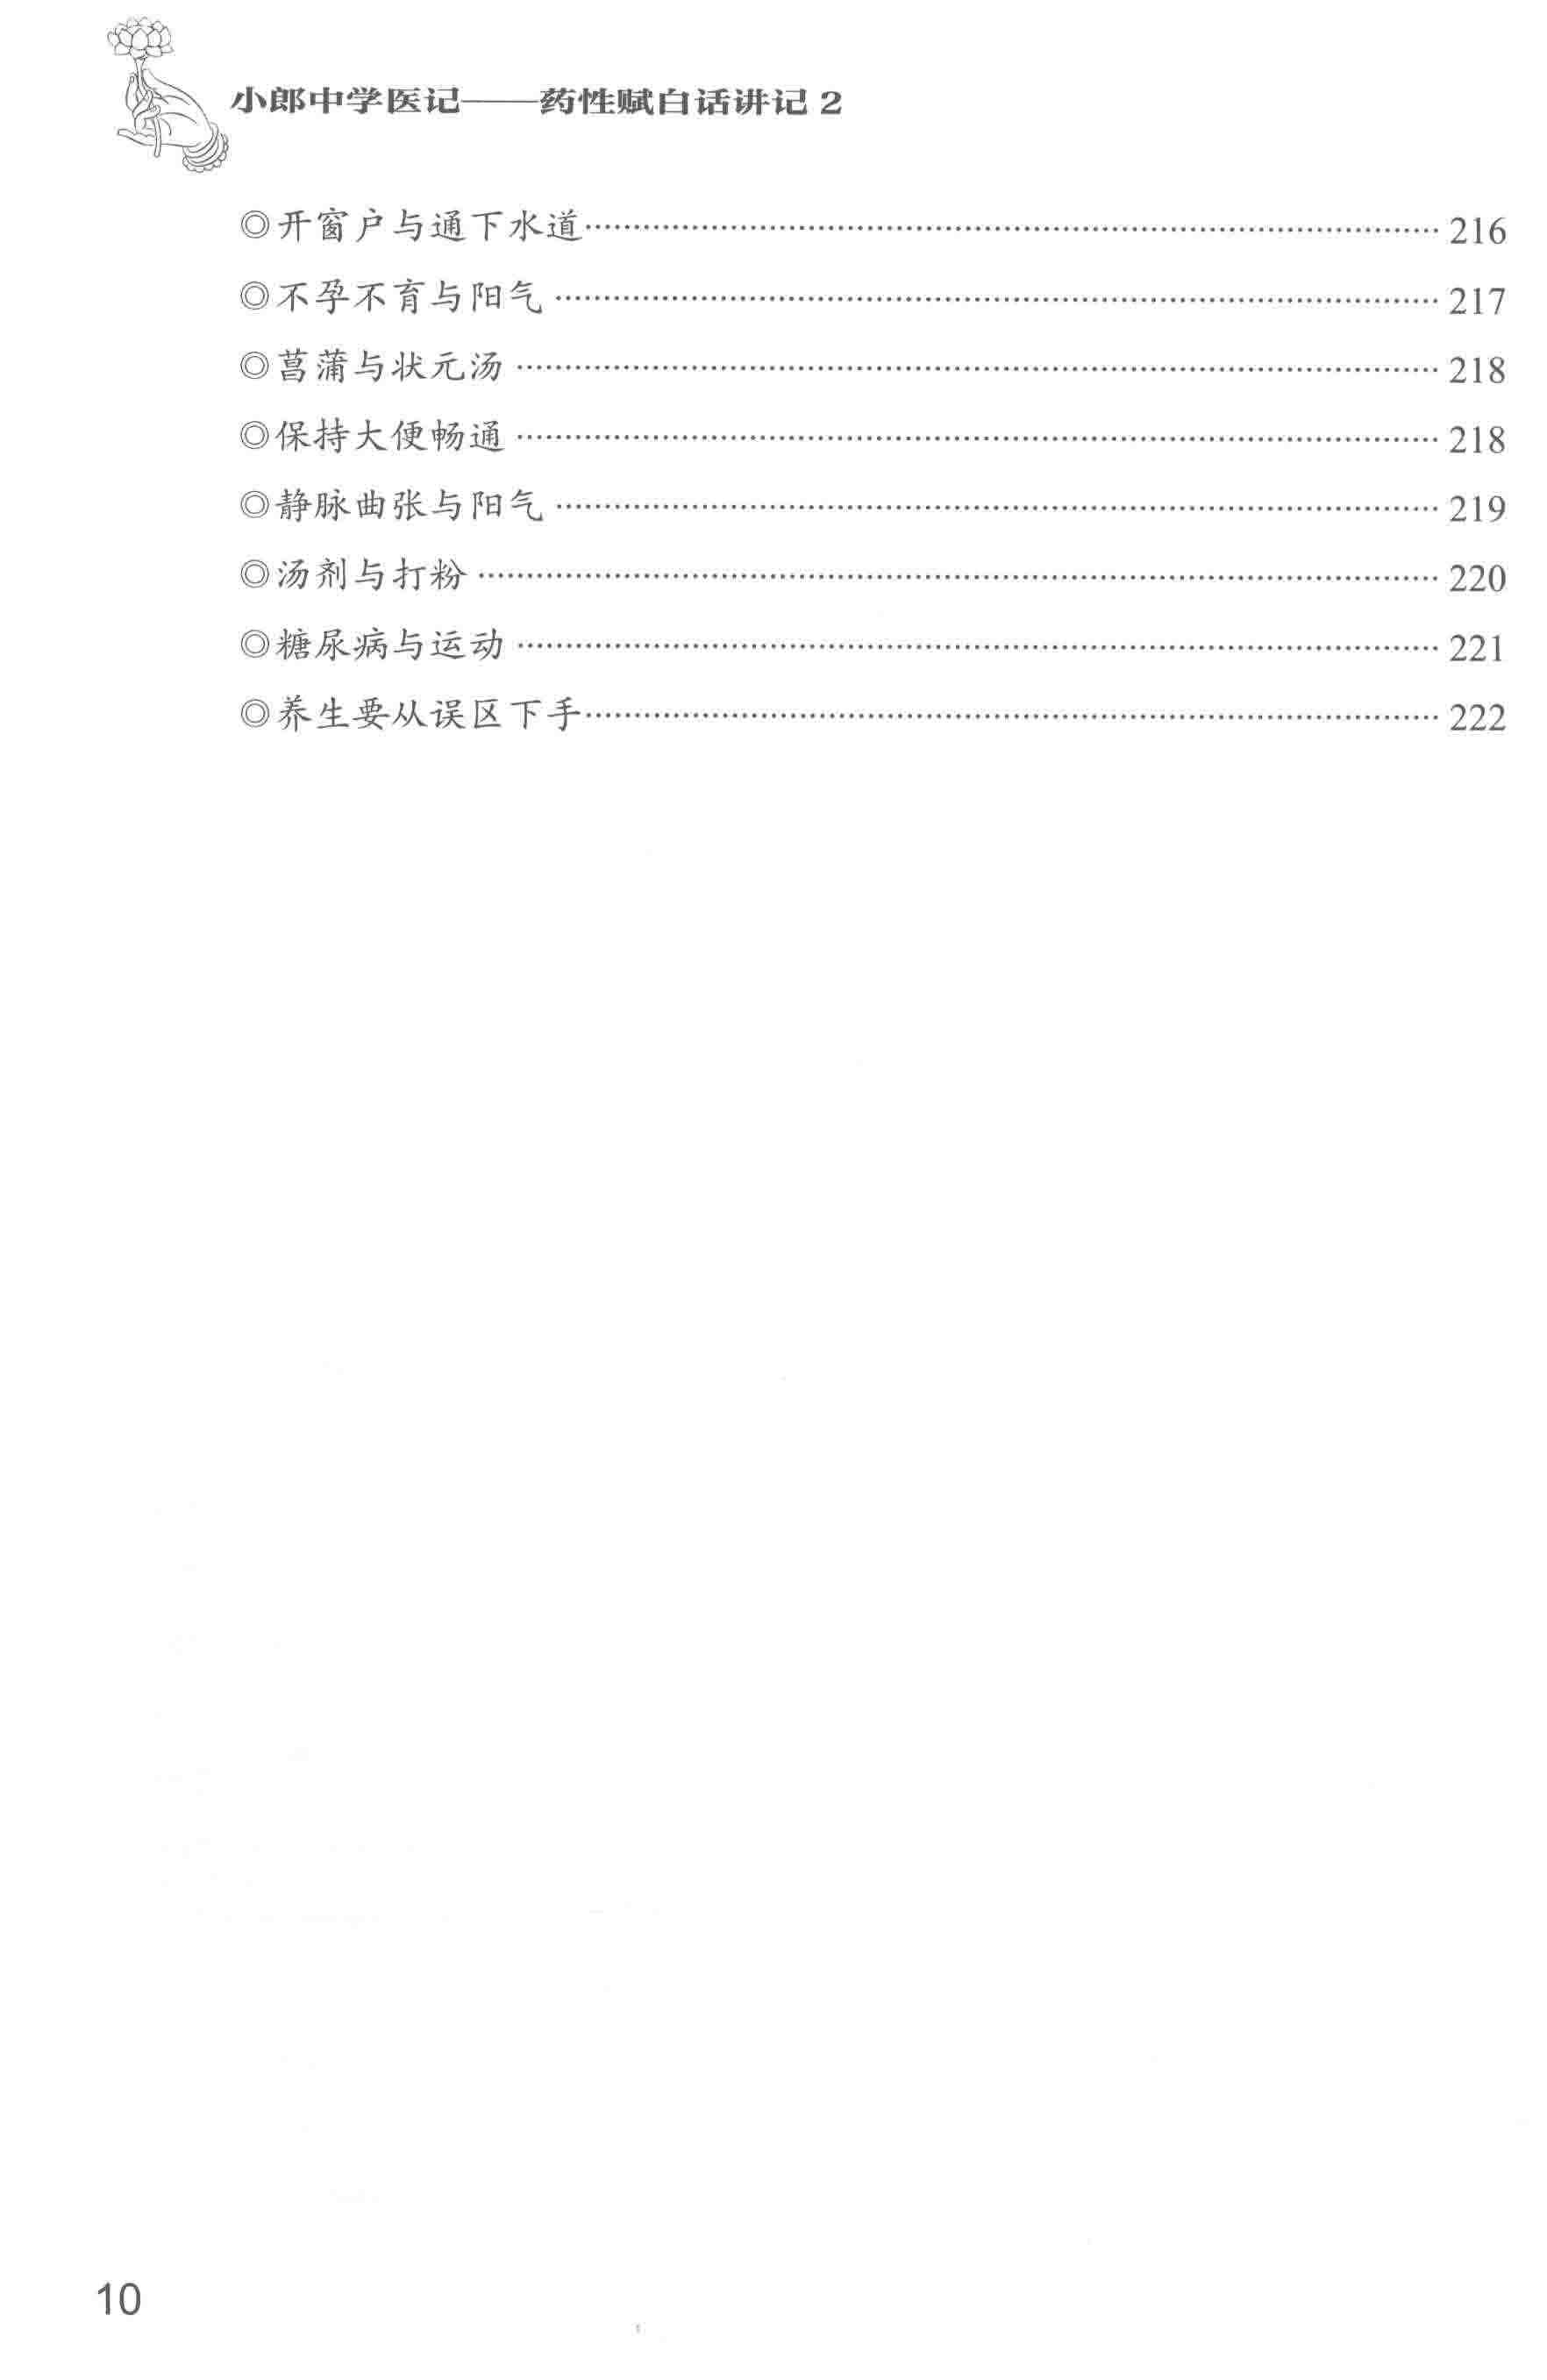 小郎中学医记——药性赋白话讲记 2
◎开窗户与通下水道…………………………………………………… 216
◎不孕不育与阳气…………………………………………………… 217
◎菖蒲与状元汤…………………………………………………… 218
◎保持大便畅通…………………………………………………… 218
◎静脉曲张与阳气…………………………………………………… 219
◎汤剂与打粉…………………………………………………… 220
◎糖尿病与运动…………………………………………………… 221
◎养生要从误区下手…………………………………………………… 222
10